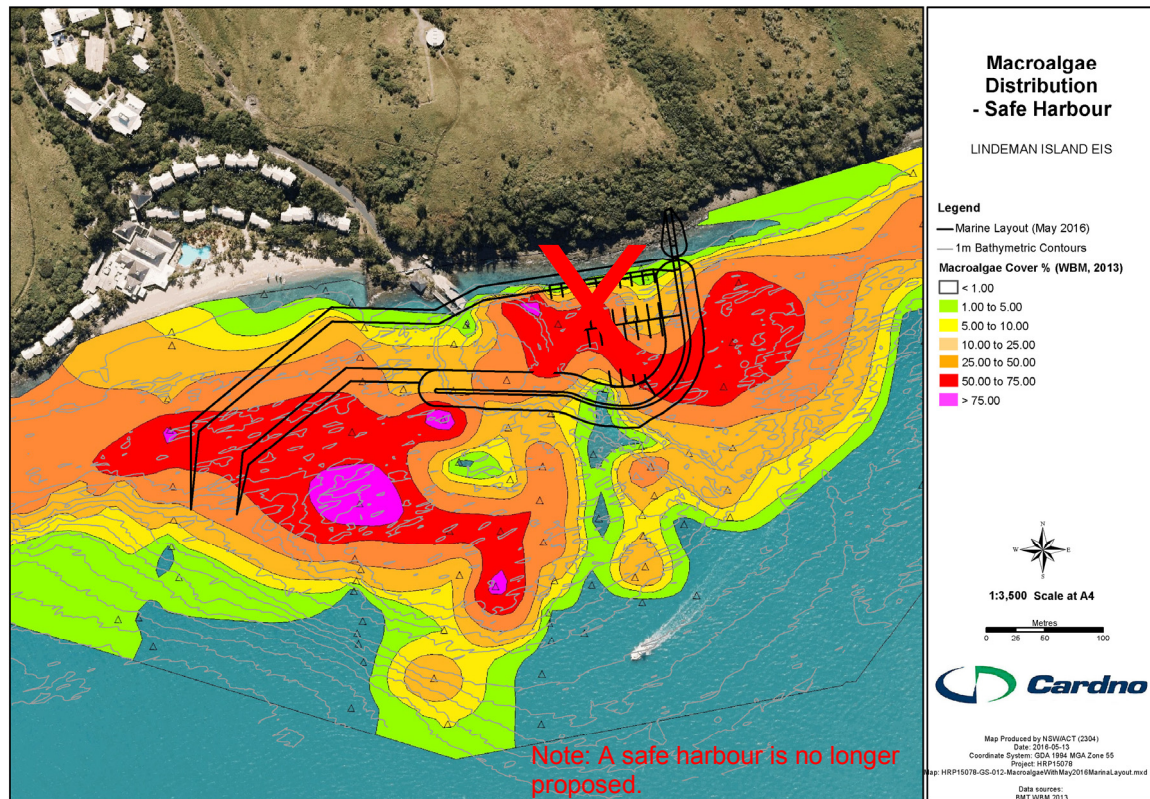 Macroalgae
Distribution
- Safe Harbour
LINDEMAN ISLAND EIS
Legend
Marine Layout (May 2016)
1m Bathymetric Contours
Macroalgae Cover % (WBM, 2013)
< 1.00
1.00 to 5.00
5.00 to 10.00
10.00 to 25.00
25.00 to 50.00
50.00 to 75.00
> 75.00
N
W E
S
1:3,500 Scale at A4
Metres
0 25 50 100
Cardno
Map Produced by NSW/ACT (2304)
Date: 2016-05-13
Coordinate System: GDA 1994 MGA Zone 55
Project: HRP15078
Map: HRP15078-GS-012-MacroalgaeWithMay2016MarinaLayout.mxd
Data sources:
BMT WBM 2013
X
Note: A safe harbour is no longer
proposed.